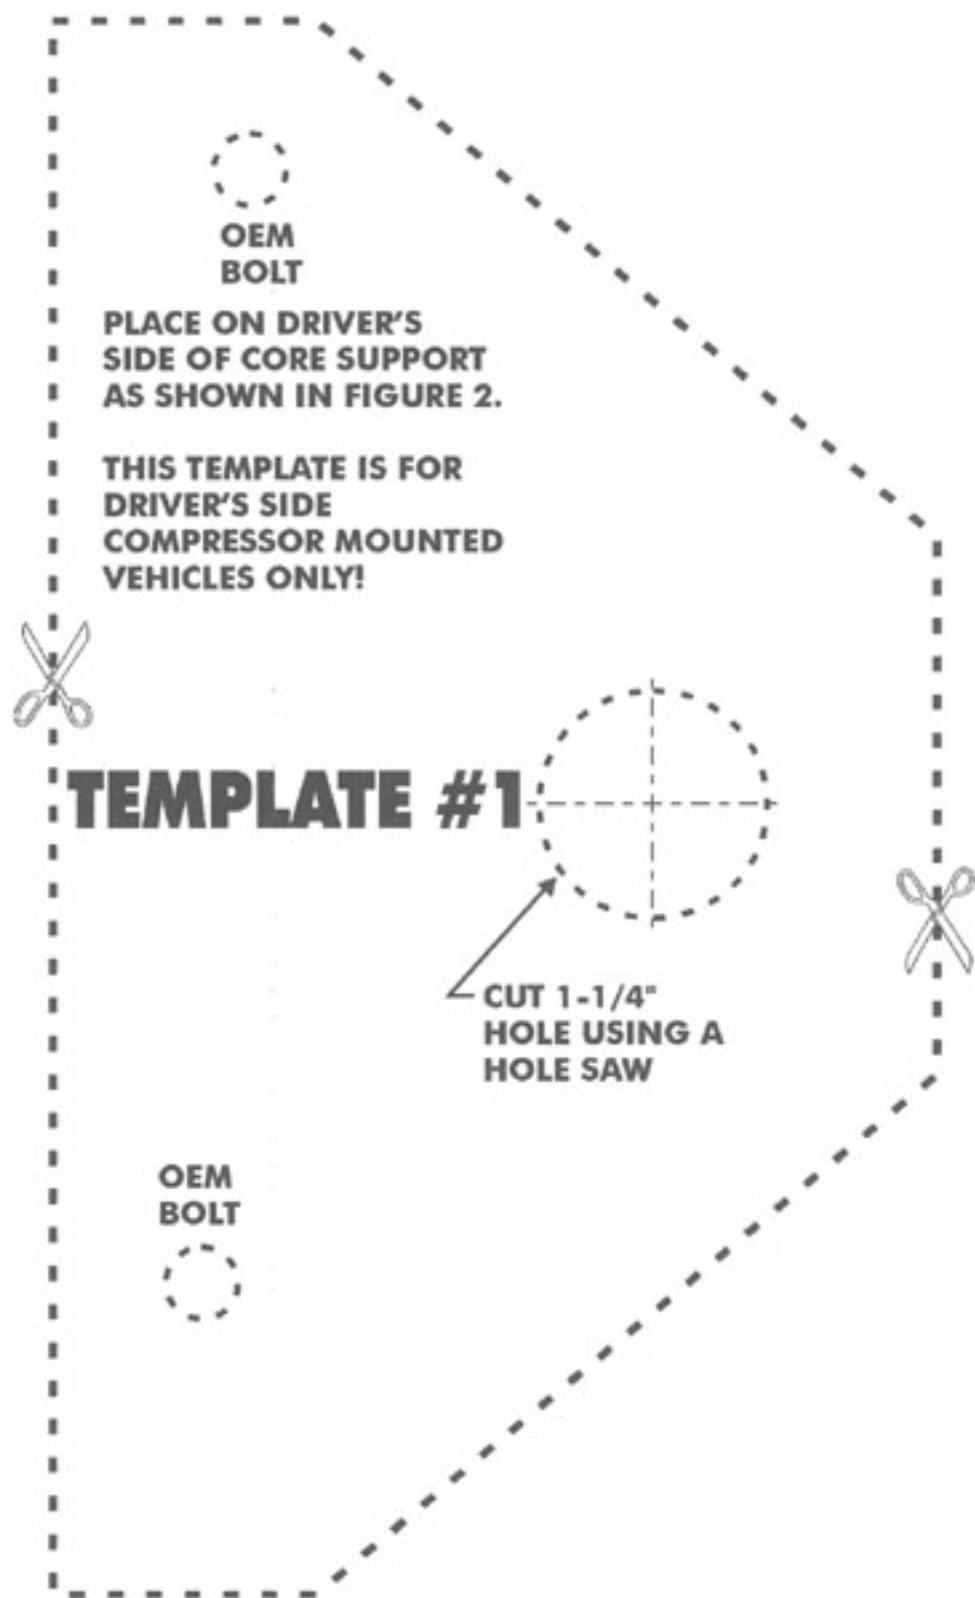 OEM
BOLT
PLACE ON DRIVER'S
SIDE OF CORE SUPPORT
AS SHOWN IN FIGURE 2.
THIS TEMPLATE IS FOR
DRIVER'S SIDE
COMPRESSOR MOUNTED
VEHICLES ONLY!
TEMPLATE #1
CUT 1-1/4"
HOLE USING A
HOLE SAW
OEM
BOLT